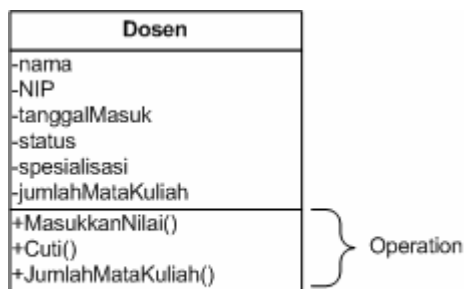 Dosen
-nama
-NIP
-tanggalMasuk
-status
-spesialisasi
-jumlahMataKuliah
+MasukkanNilai()
+Cuti()
+JumlahMataKuliah()
Operation